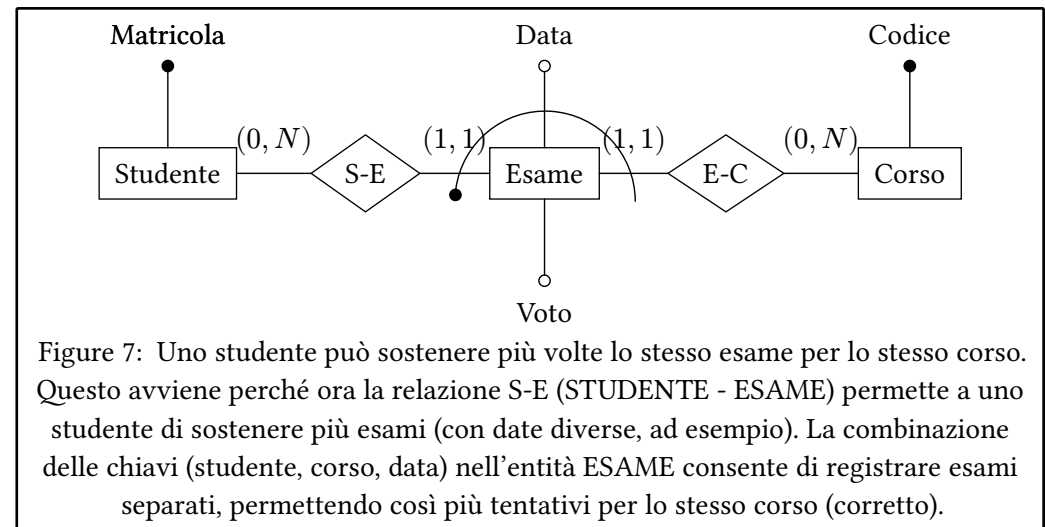 Matricola Data Codice
(0, N) (1, 1) (1, 1) (0, N)
Studente S-E Esame E-C Corso
Voto
Figure 7: Uno studente può sostenere più volte lo stesso esame per lo stesso corso.
Questo avviene perché ora la relazione S-E (STUDENTE - ESAME) permette a uno
studente di sostenere più esami (con date diverse, ad esempio). La combinazione
delle chiavi (studente, corso, data) nell'entità ESAME consente di registrare esami
separati, permettendo così più tentativi per lo stesso corso (corretto).